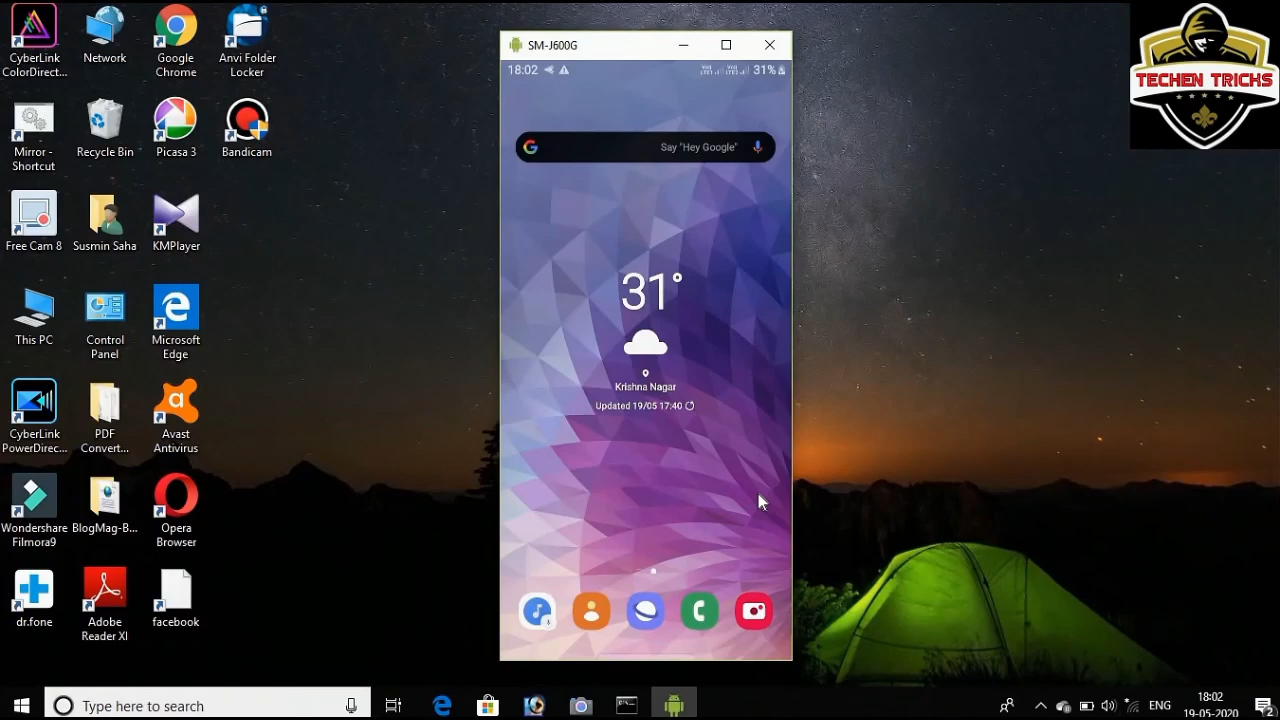 CyberLink
ColorDirect...
Network
Google
Chrome
Anvi Folder
Locker
Mirror -
Shortcut
Recycle Bin
Picasa 3
Bandicam
Free Cam 8
Susmin Saha
KMPlayer
This PC
Control
Panel
Microsoft
Edge
CyberLink
PowerDirec...
PDF
Convert...
Avast
Antivirus
Wondershare
Filmora9
BlogMag-B...
Opera
Browser
dr.fone
Adobe
Reader XI
facebook
SM-J600G
18:02
31%
Say "Hey Google"
31°
Krishna Nagar
Updated 19/05 17:40
TECHEN TRICKS
Type here to search
ENG
18:02
19-05-2020
2